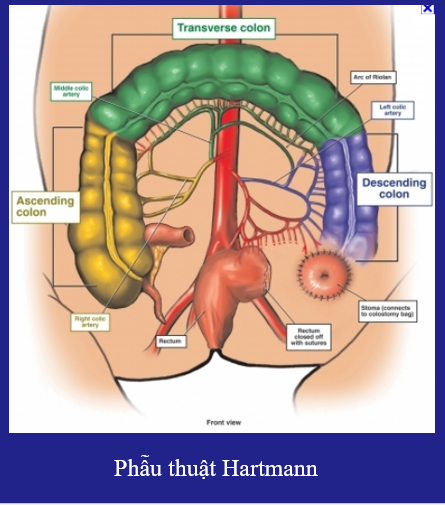 Transverse colon
Middle colic
artery
Arc of Riolan
Left colic
artery
Ascending
colon
Descending
colon
Right colic
artery
Rectum
Rectum
closed off
with sutures
Stoma (connects
to colostomy bag)
Front view
Phẫu thuật Hartmann